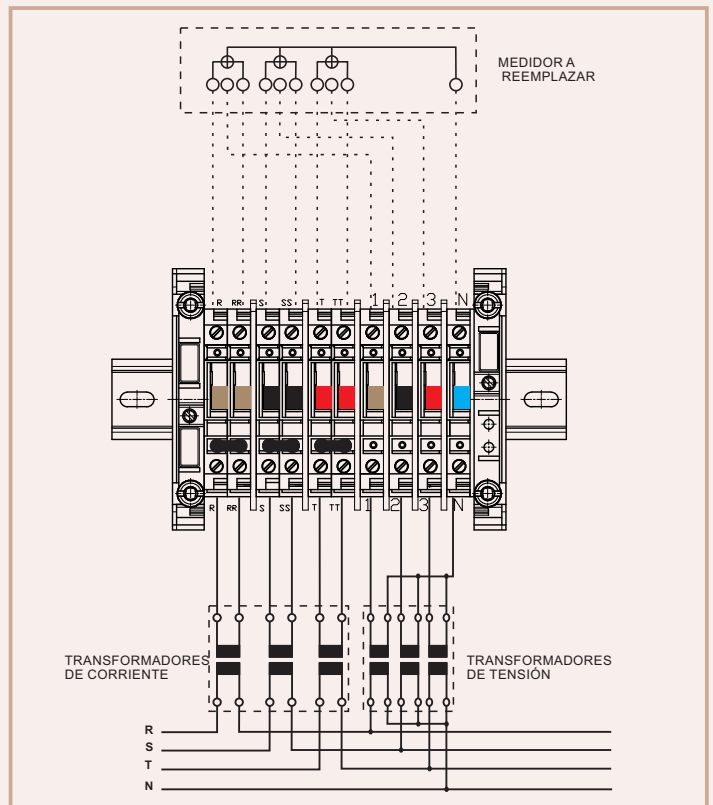 MEDIDOR A
REEMPLAZAR
R RR S SS T TT 1 2 3 N
R RR S SS T TT 1 2 3 N
TRANSFORMADORES
DE CORRIENTE
TRANSFORMADORES
DE TENSIÓN
R
S
T
N